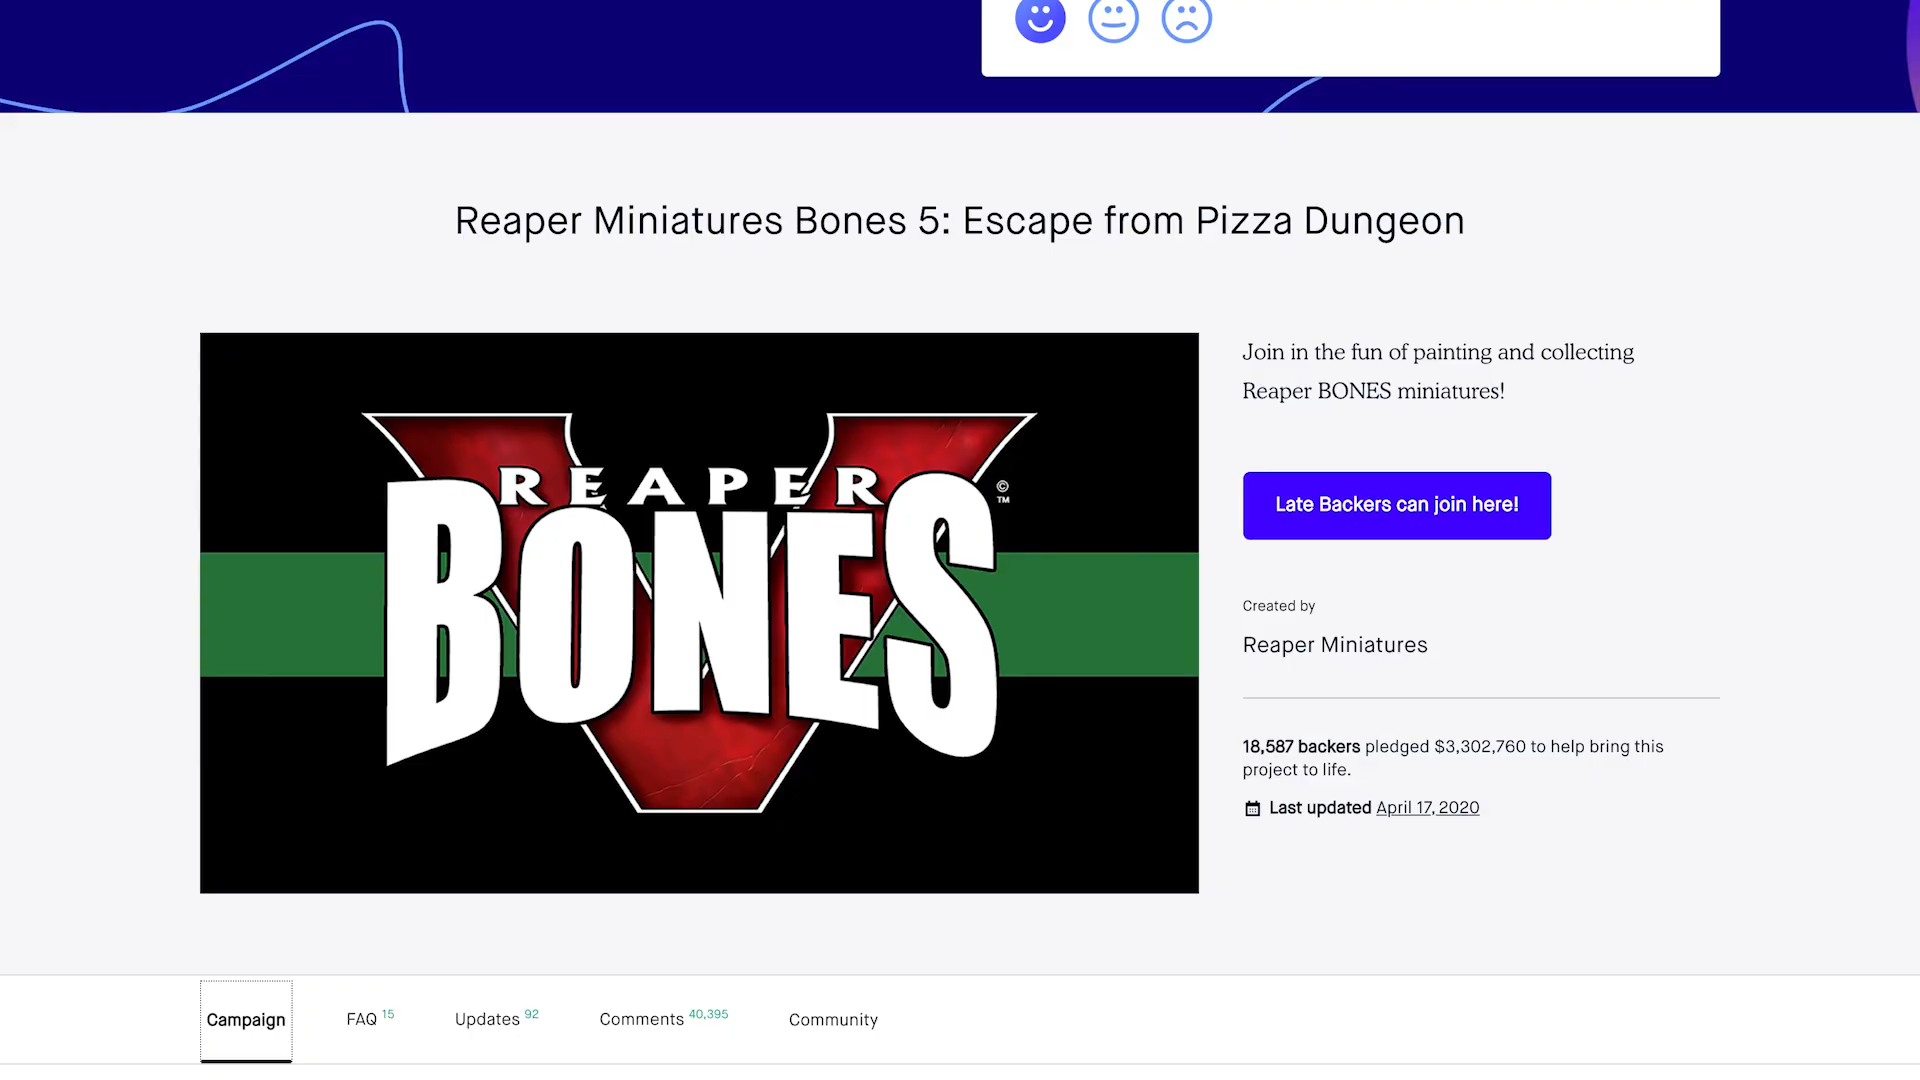 Reaper Miniatures Bones 5: Escape from Pizza Dungeon
REAPER
BONES
V
©
TM
Join in the fun of painting and collecting
Reaper BONES miniatures!
Late Backers can join here!
Created by
Reaper Miniatures
18,587 backers pledged $3,302,760 to help bring this
project to life.
Last updated April 17, 2020
Campaign FAQ 15 Updates 92 Comments 40,395 Community